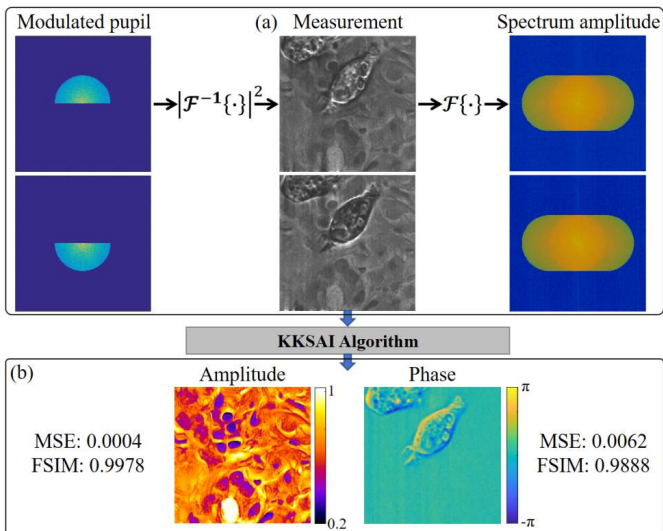 Modulated pupil
(a) Measurement
Spectrum amplitude
|ℱ⁻¹{·}|²
ℱ{·}
KKSAI Algorithm
(b)
Amplitude
Phase
MSE: 0.0004
FSIM: 0.9978
1
0.2
π
-π
MSE: 0.0062
FSIM: 0.9888